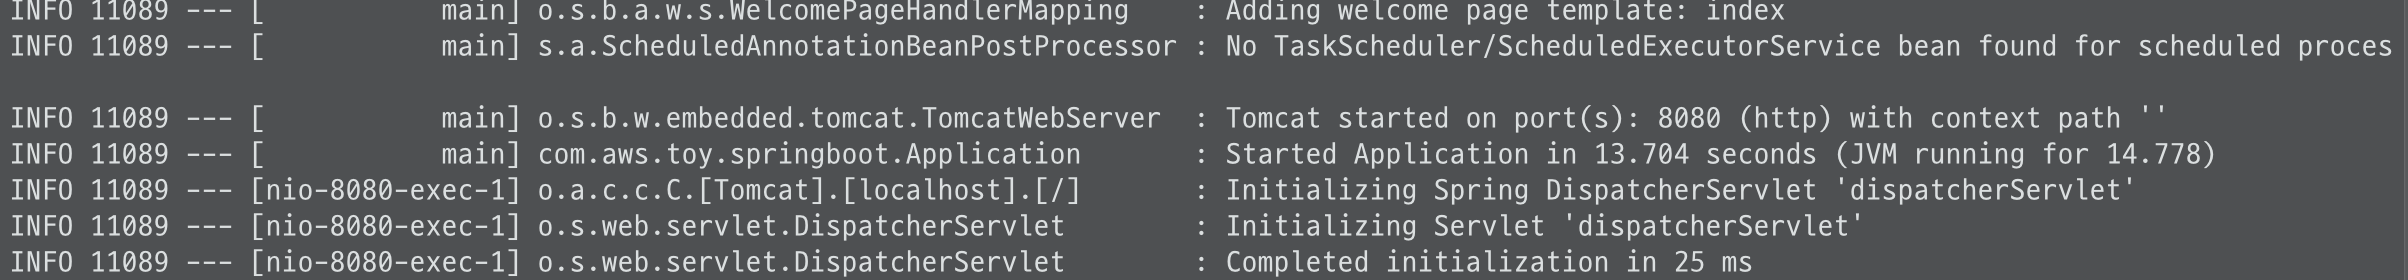 INFO 11089 --- [           main] o.s.b.a.w.s.WelcomePageHandlerMapping    : Adding welcome page template: index
INFO 11089 --- [           main] s.a.ScheduledAnnotationBeanPostProcessor : No TaskScheduler/ScheduledExecutorService bean found for scheduled proces
INFO 11089 --- [           main] o.s.b.w.embedded.tomcat.TomcatWebServer  : Tomcat started on port(s): 8080 (http) with context path ''
INFO 11089 --- [           main] com.aws.toy.springboot.Application       : Started Application in 13.704 seconds (JVM running for 14.778)
INFO 11089 --- [nio-8080-exec-1] o.a.c.c.C.[Tomcat].[localhost].[/]       : Initializing Spring DispatcherServlet 'dispatcherServlet'
INFO 11089 --- [nio-8080-exec-1] o.s.web.servlet.DispatcherServlet        : Initializing Servlet 'dispatcherServlet'
INFO 11089 --- [nio-8080-exec-1] o.s.web.servlet.DispatcherServlet        : Completed initialization in 25 ms